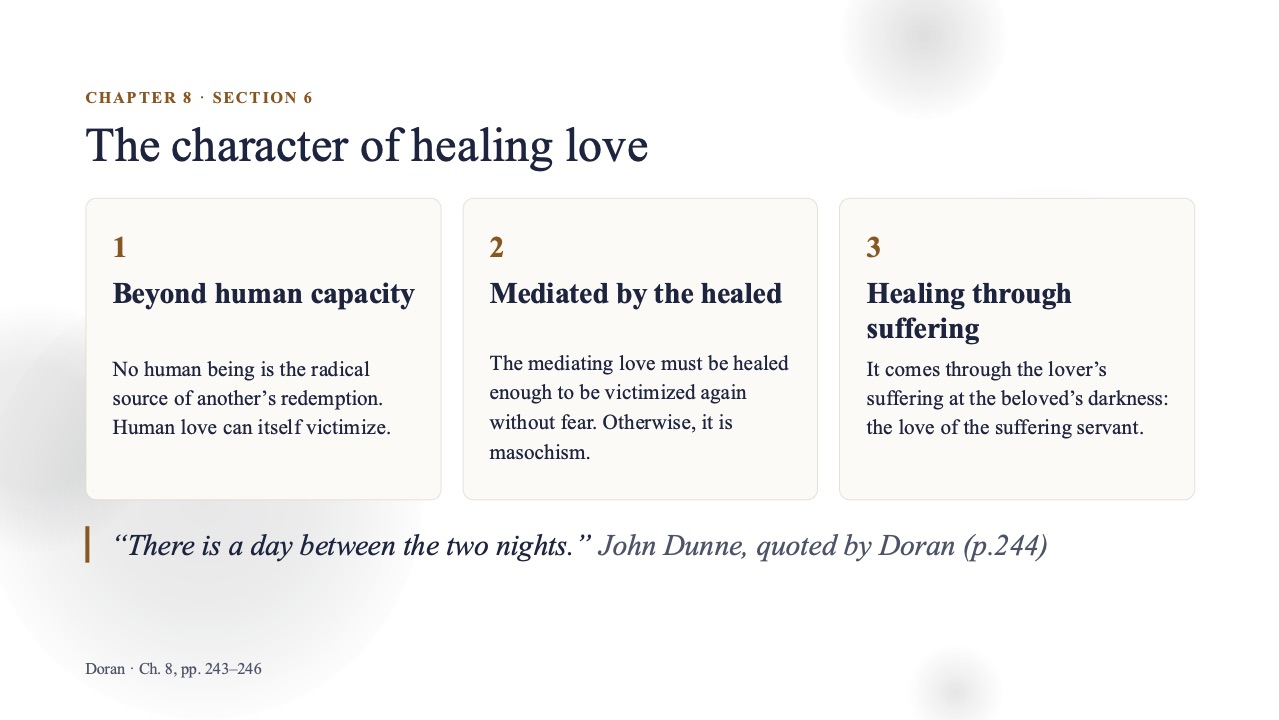 CHAPTER 8 · SECTION 6
The character of healing love
1
Beyond human capacity
No human being is the radical
source of another’s redemption.
Human love can itself victimize.
2
Mediated by the healed
The mediating love must be healed
enough to be victimized again
without fear. Otherwise, it is
masochism.
3
Healing through
suffering
It comes through the lover’s
suffering at the beloved’s darkness:
the love of the suffering servant.
“There is a day between the two nights.” John Dunne, quoted by Doran (p.244)
Doran · Ch. 8, pp. 243–246